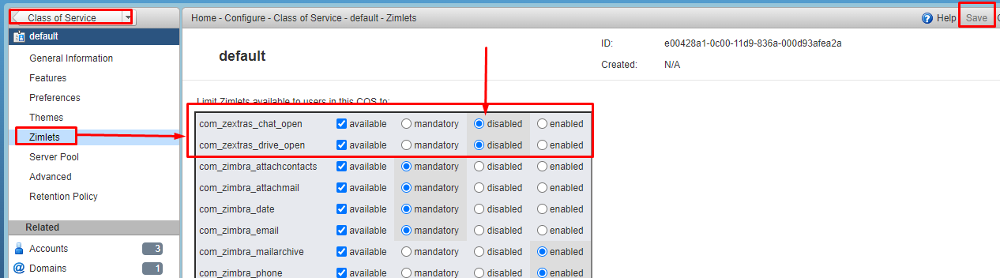 Class of Service
Home - Configure - Class of Service - default - Zimlets
Help
Save
default
General Information
Features
Preferences
Themes
Zimlets
Server Pool
Advanced
Retention Policy
Related
Accounts 3
Domains 1
default
ID: e00428a1-0c00-11d9-836a-000d93afea2a
Created: N/A
Limit Zimlets available to users in this COS to:
com_zextras_chat_open available mandatory disabled enabled
com_zextras_drive_open available mandatory disabled enabled
com_zimbra_attachcontacts available mandatory disabled enabled
com_zimbra_attachmail available mandatory disabled enabled
com_zimbra_date available mandatory disabled enabled
com_zimbra_email available mandatory disabled enabled
com_zimbra_mailarchive available mandatory disabled enabled
com_zimbra_phone available mandatory disabled enabled